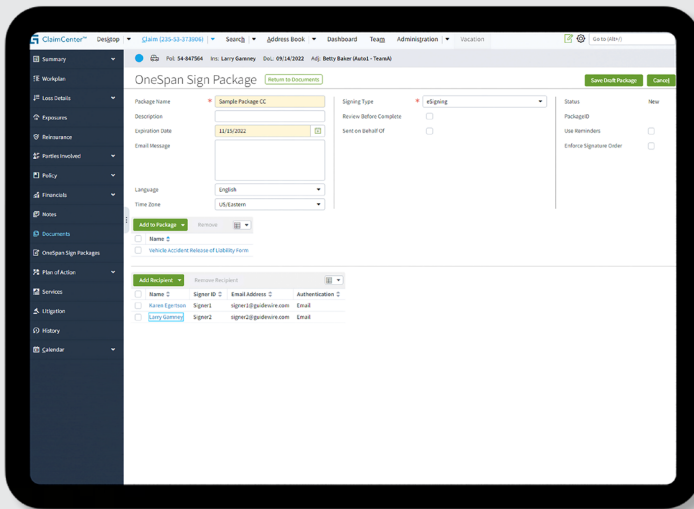 ClaimCenter™ Desktop Claim (235-53-373806) Search Address Book Dashboard Team Administration Vacation Go to (Alt+/)
Summary
Pol: 54-847564 Ins: Larry Gamney DoL: 09/14/2022 Adj: Betty Baker (Auto1 - TeamA)
Workplan
OneSpan Sign Package Return to Documents Save Draft Package Cancel
Loss Details
Package Name * Sample Package CC Signing Type * eSigning Status New
Exposures
Description Review Before Complete PackageID
Reinsurance
Expiration Date 11/15/2022 Sent on Behalf Of Use Reminders
Email Message Enforce Signature Order
Parties Involved
Policy
Language English
Financials
Time Zone US/Eastern
Notes
Add to Package Remove
Documents
Name
Vehicle Accident Release of Liability Form
OneSpan Sign Packages
Plan of Action
Add Recipient Remove Recipient
Services
Name Signer ID Email Address Authentication
Karen Egertson Signer1 signer1@guidewire.com Email
Litigation
Larry Gamney Signer2 signer2@guidewire.com Email
History
Calendar